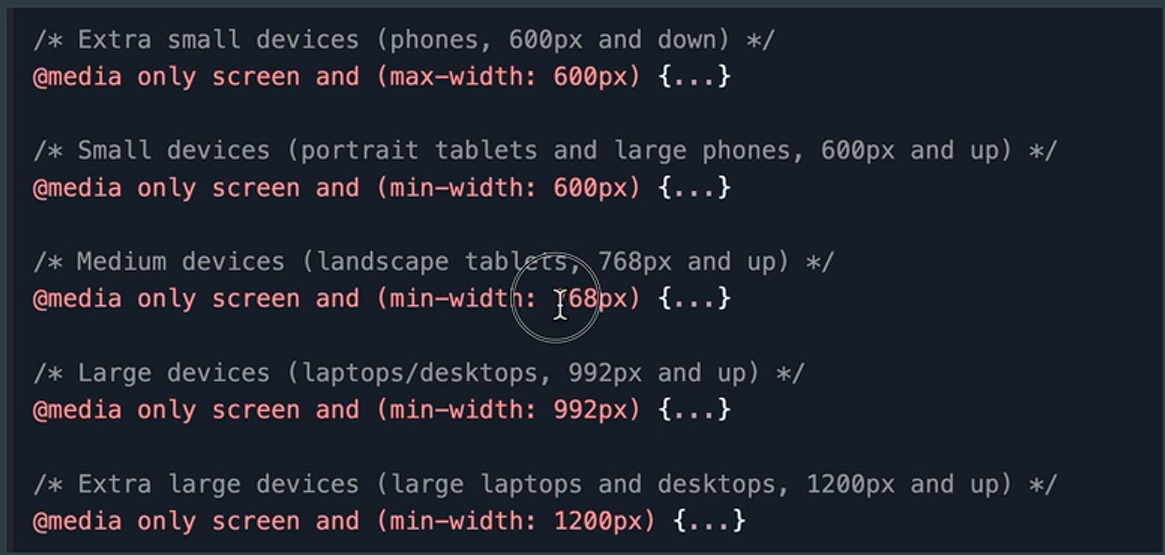 /* Extra small devices (phones, 600px and down) */
@media only screen and (max-width: 600px) {...}
/* Small devices (portrait tablets and large phones, 600px and up) */
@media only screen and (min-width: 600px) {...}
/* Medium devices (landscape tablets, 768px and up) */
@media only screen and (min-width: 768px) {...}
/* Large devices (laptops/desktops, 992px and up) */
@media only screen and (min-width: 992px) {...}
/* Extra large devices (large laptops and desktops, 1200px and up) */
@media only screen and (min-width: 1200px) {...}